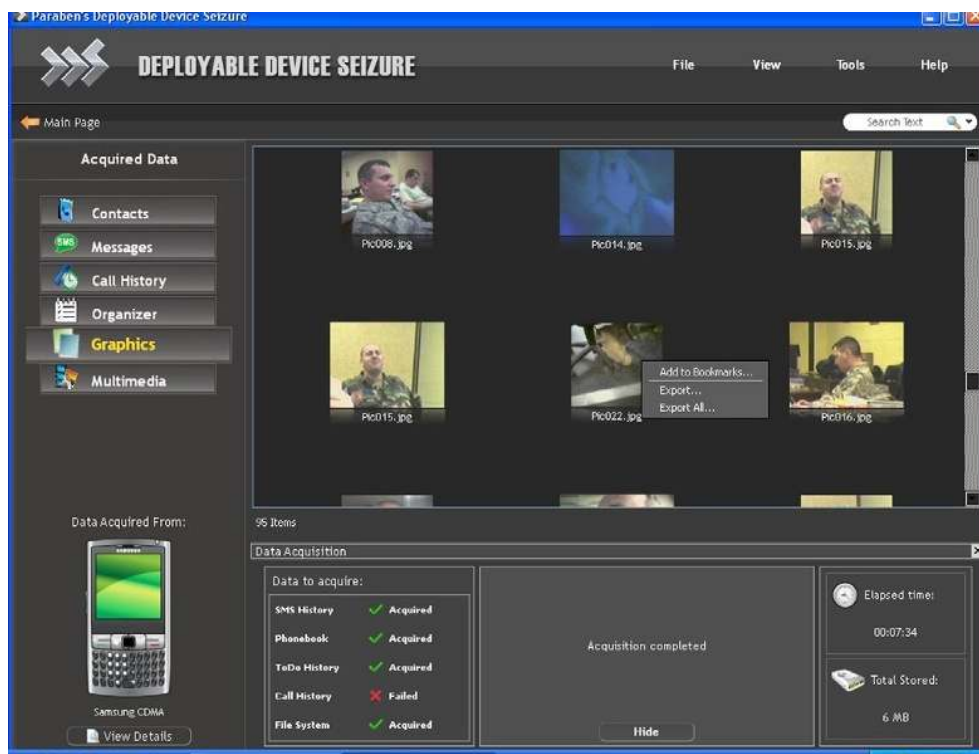 Paraben's Deployable Device Seizure
DEPLOYABLE DEVICE SEIZURE
File View Tools Help
Main Page
Search Text
Acquired Data
Contacts
SMS
Messages
Call History
Organizer
Graphics
Multimedia
Pic008.jpg Pic014.jpg Pic015.jpg
Add to Bookmarks...
Export...
Export All...
Pic015.jpg Pic022.jpg Pic016.jpg
95 Items
Data Acquired From:
Samsung CDMA
View Details
Data Acquisition
Data to acquire:
SMS History Acquired
Phonebook Acquired
ToDo History Acquired
Call History Failed
File System Acquired
Acquisition completed
Hide
Elapsed time:
00:07:34
Total Stored:
6 MB